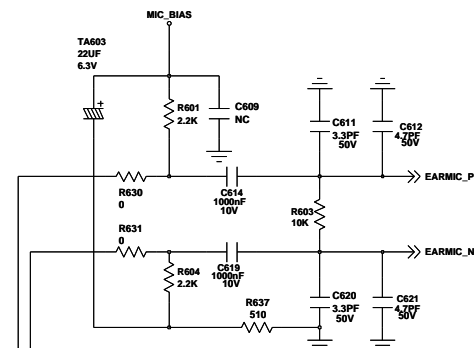 MIC_BIAS
TA603
22UF
6.3V
+
R601
2.2K
C609
NC
C611
3.3PF
50V
C612
4.7PF
50V
R630
0
C614
1000nF
10V
EARMIC_P
R603
10K
R631
0
C619
1000nF
10V
EARMIC_N
R604
2.2K
R637
510
C620
3.3PF
50V
C621
4.7PF
50V